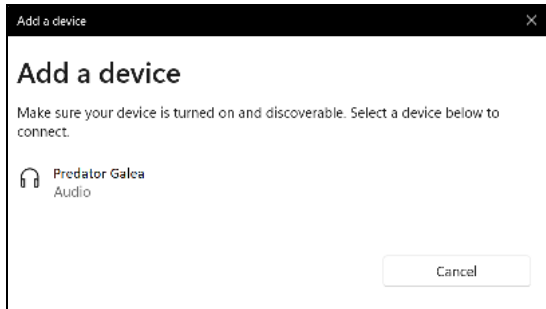 Add a device
Add a device
Make sure your device is turned on and discoverable. Select a device below to
connect.
Predator Galea
Audio
Cancel